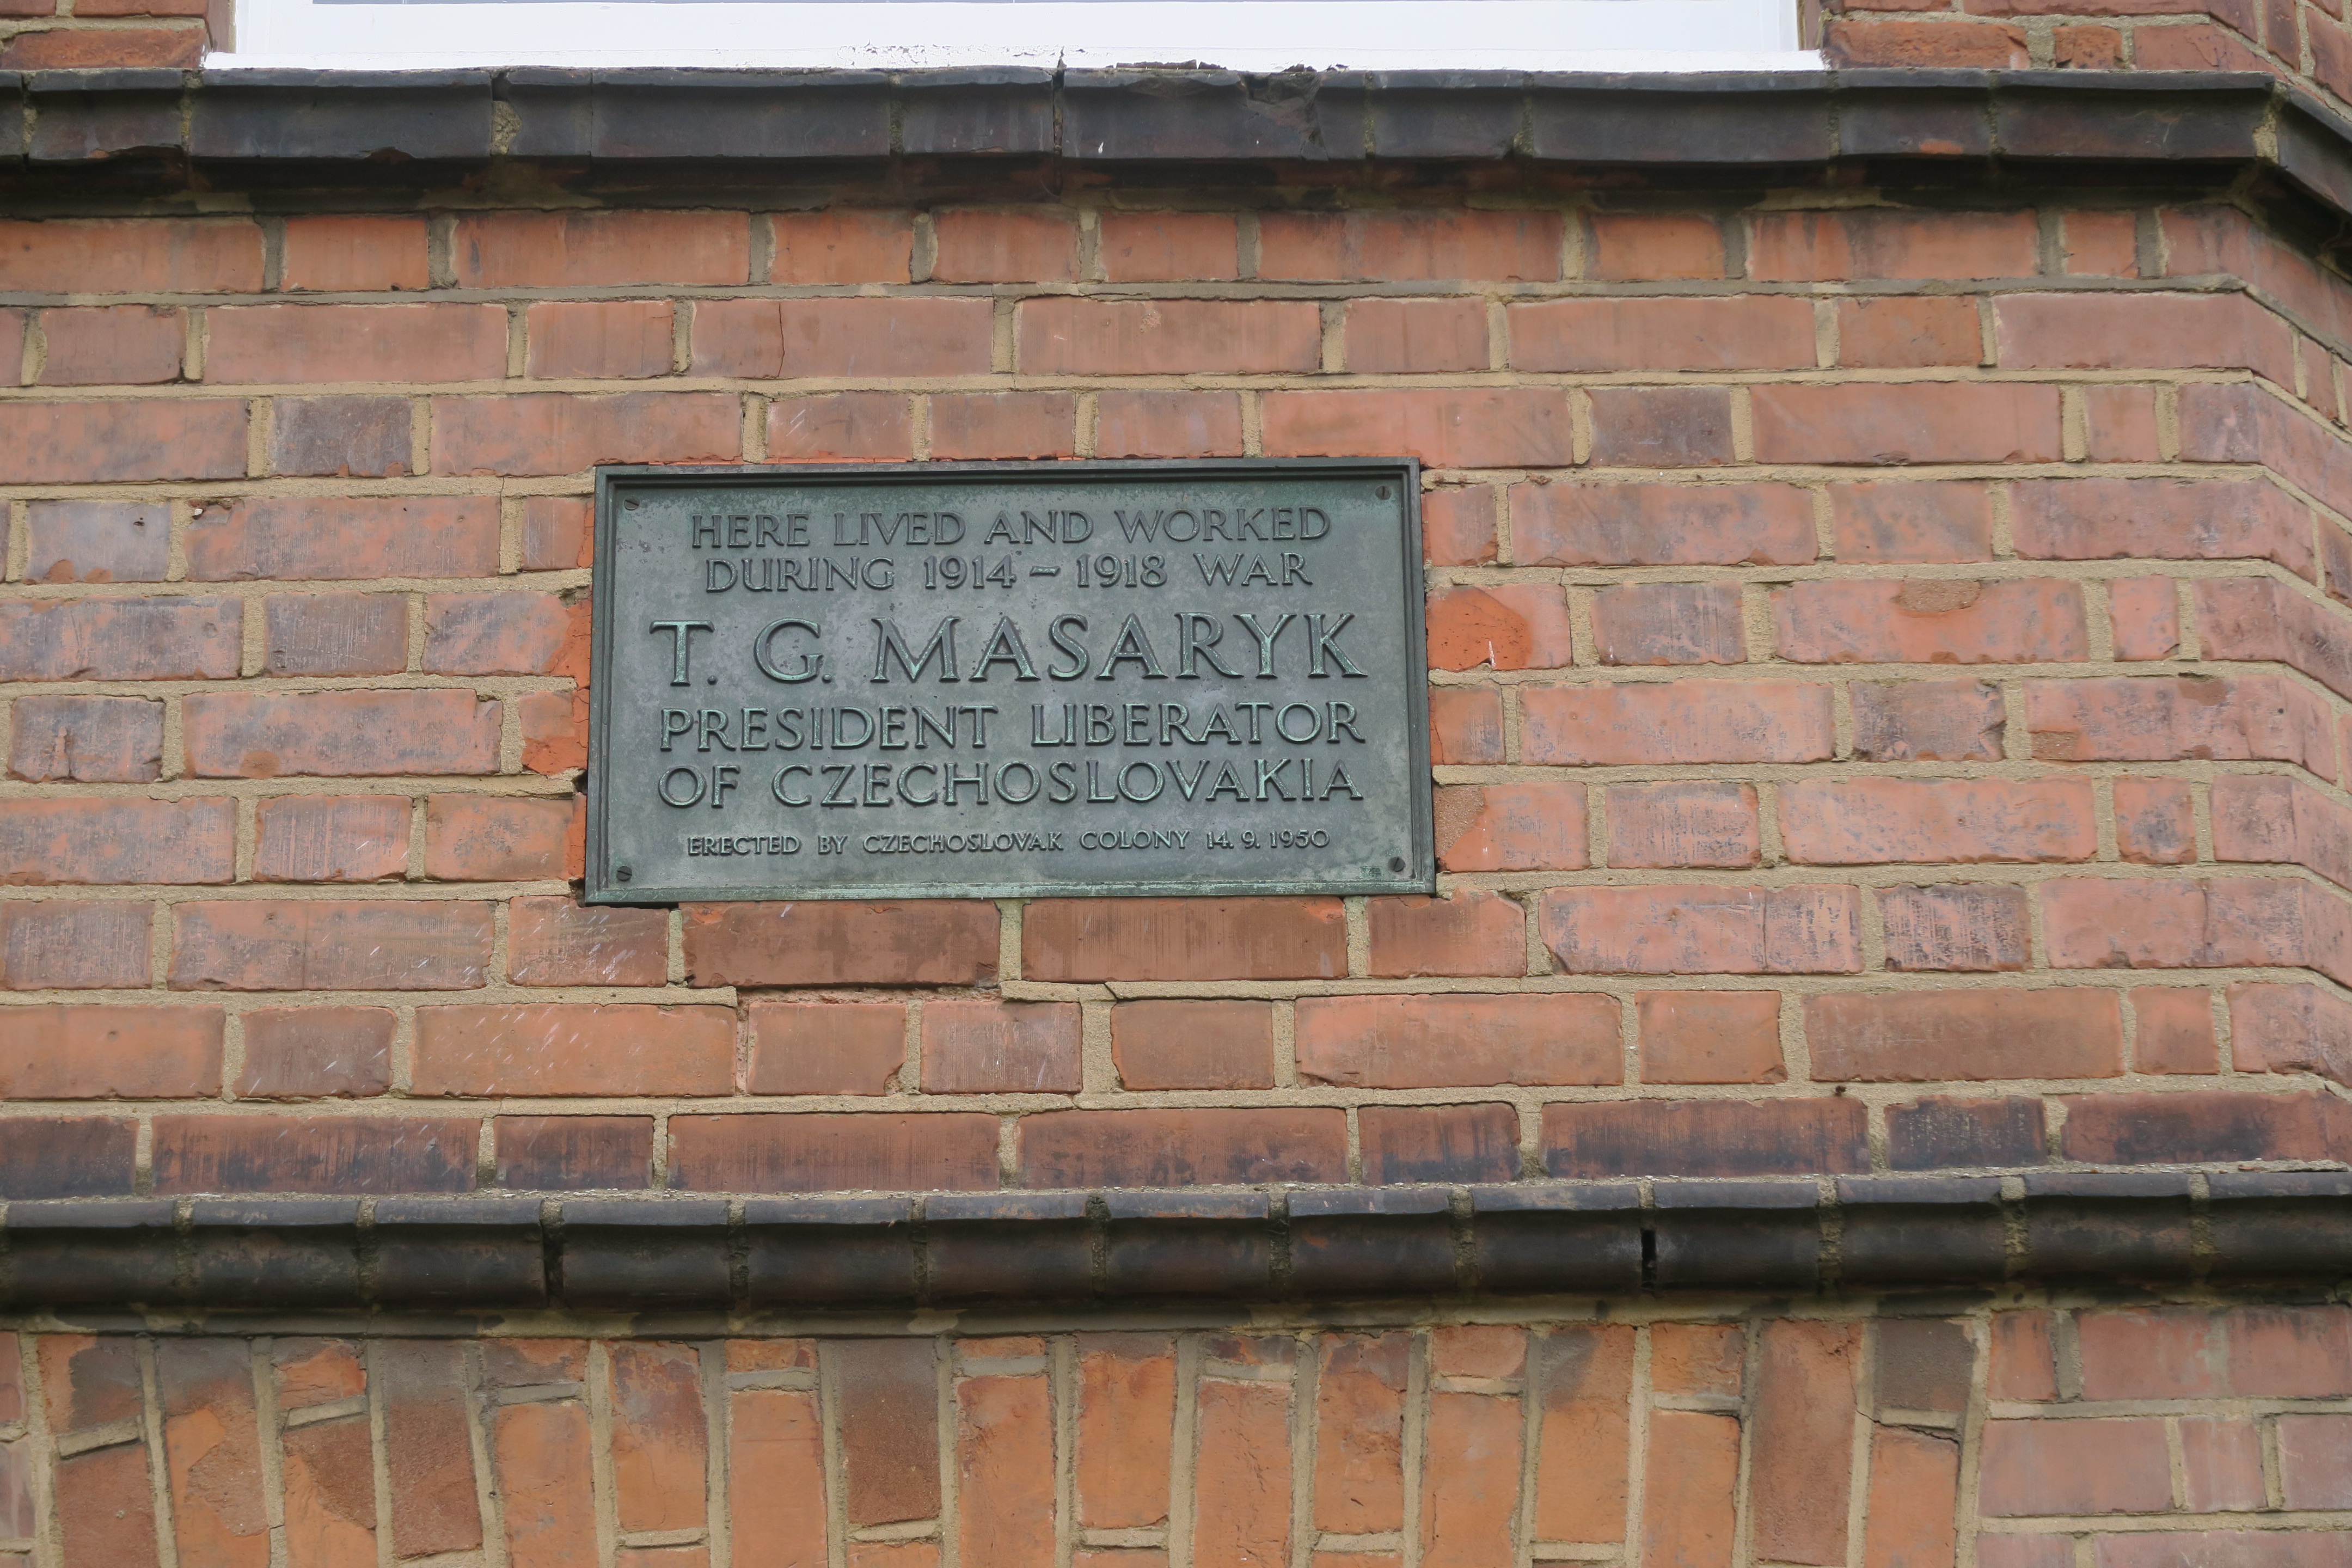 HERE LIVED AND WORKED
DURING 1914 - 1918 WAR
T. G. MASARYK
PRESIDENT LIBERATOR
OF CZECHOSLOVAKIA
ERECTED BY CZECHOSLOVAK COLONY 14. 9. 1950